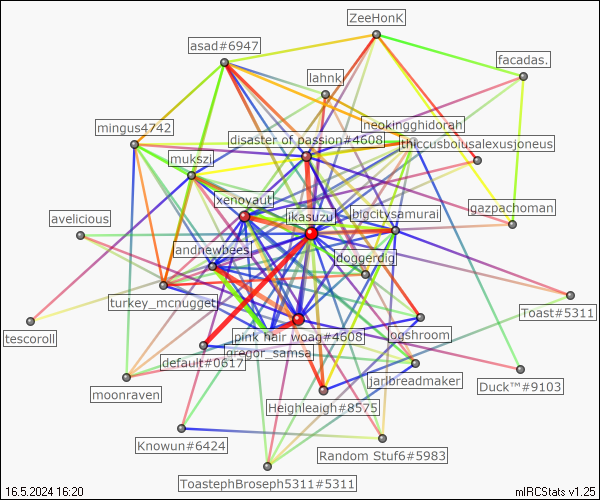 ZeeHonK
asad#6947
facadas.
lahnk
mingus4742
neokingghidorah
disaster of passion#4608
thiccusboiusalexusjoneus
mukszi
xenoyaut
gazpachoman
avelicious
ikasuzu
bigcitysamurai
andnewbees
doggerdig
turkey_mcnugget
Toast#5311
tescoroll
pink hair woag#4608
ogshroom
gregor_samsa
default#0617
moonraven
jarlbreadmaker
Duck™#9103
Heighleaigh#8575
Knowun#6424
Random Stuf6#5983
ToastephBroseph5311#5311
16.5.2024 16:20
mIRCStats v1.25